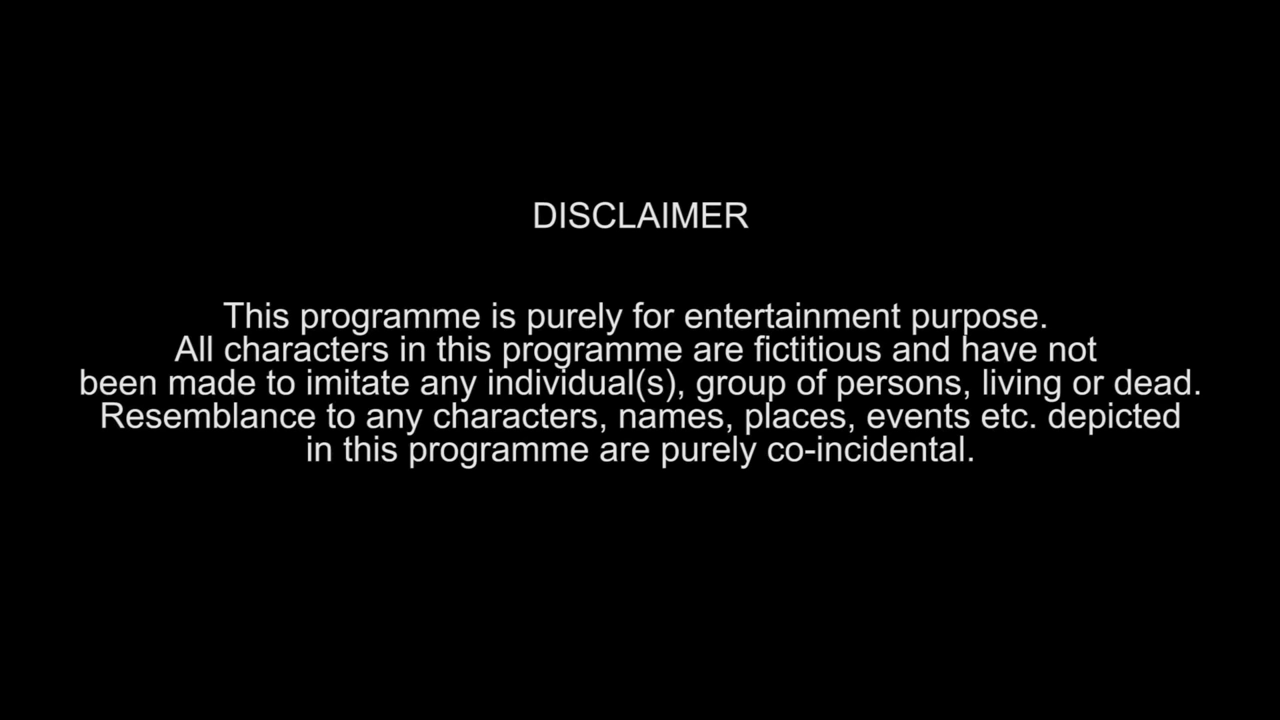 DISCLAIMER
This programme is purely for entertainment purpose.
All characters in this programme are fictitious and have not
been made to imitate any individual(s), group of persons, living or dead.
Resemblance to any characters, names, places, events etc. depicted
in this programme are purely co-incidental.